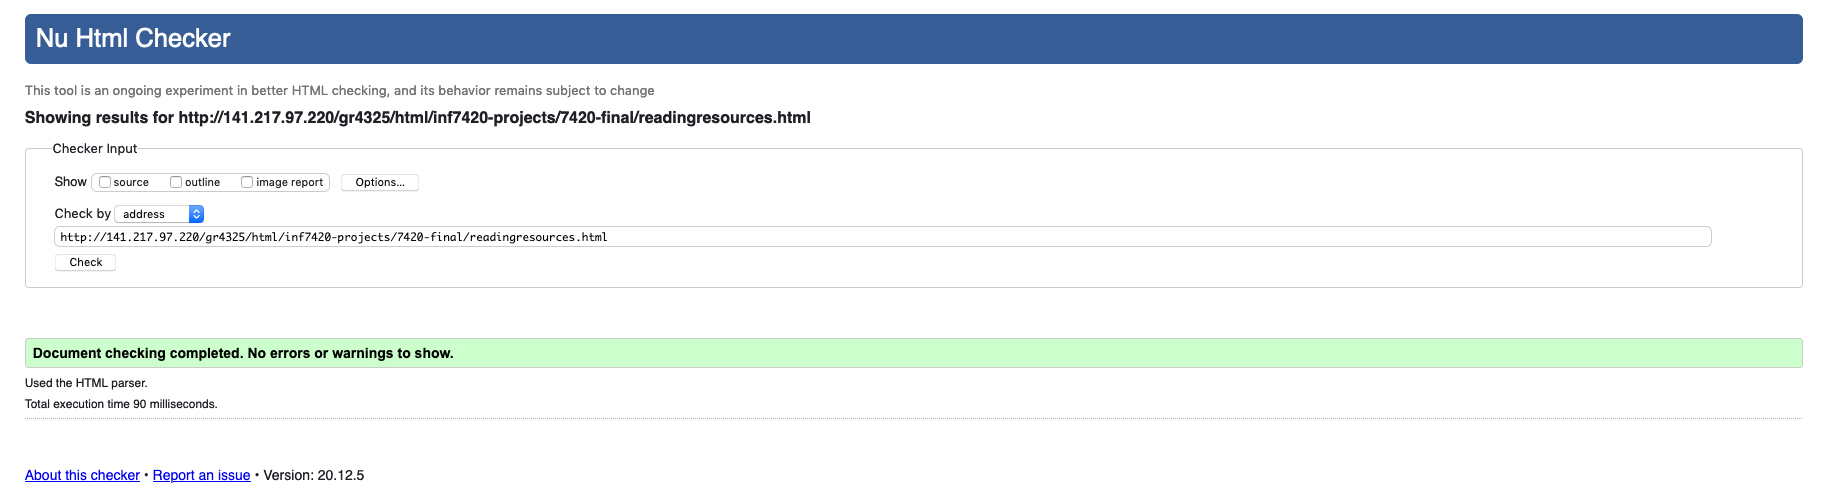 Nu Html Checker
This tool is an ongoing experiment in better HTML checking, and its behavior remains subject to change
Showing results for http://141.217.97.220/gr4325/html/inf7420-projects/7420-final/readingresources.html
Checker Input
Show source outline image report Options...
Check by address
http://141.217.97.220/gr4325/html/inf7420-projects/7420-final/readingresources.html
Check
Document checking completed. No errors or warnings to show.
Used the HTML parser.
Total execution time 90 milliseconds.
About this checker • Report an issue • Version: 20.12.5